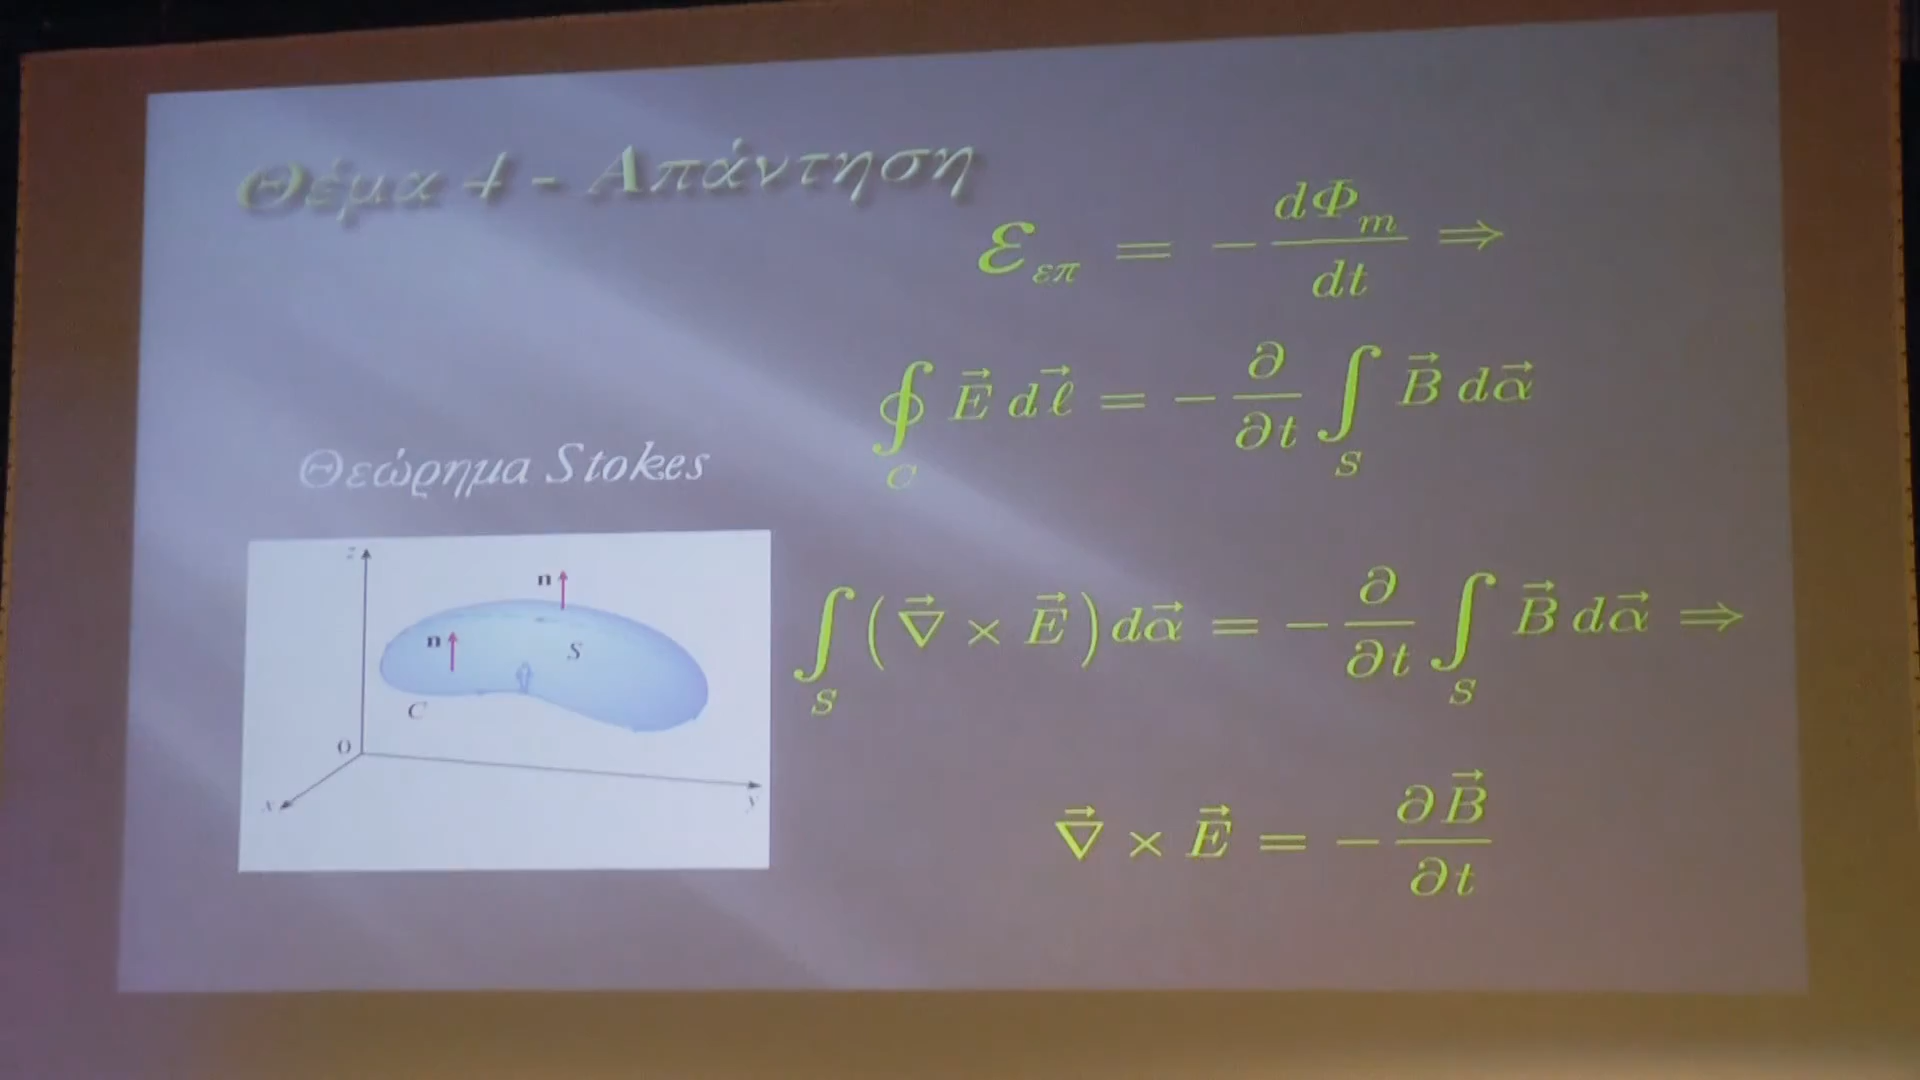 Θέμα 4 - Απάντηση
ℰ_επ = - dΦ_m / dt ⇒
∮_C E⃗ dℓ⃗ = - ∂/∂t ∫_S B⃗ dα⃗
Θεώρημα Stokes
∫_S (∇⃗ × E⃗) dα⃗ = - ∂/∂t ∫_S B⃗ dα⃗ ⇒
∇⃗ × E⃗ = - ∂B⃗ / ∂t
z
n
n
S
C
0
x
y